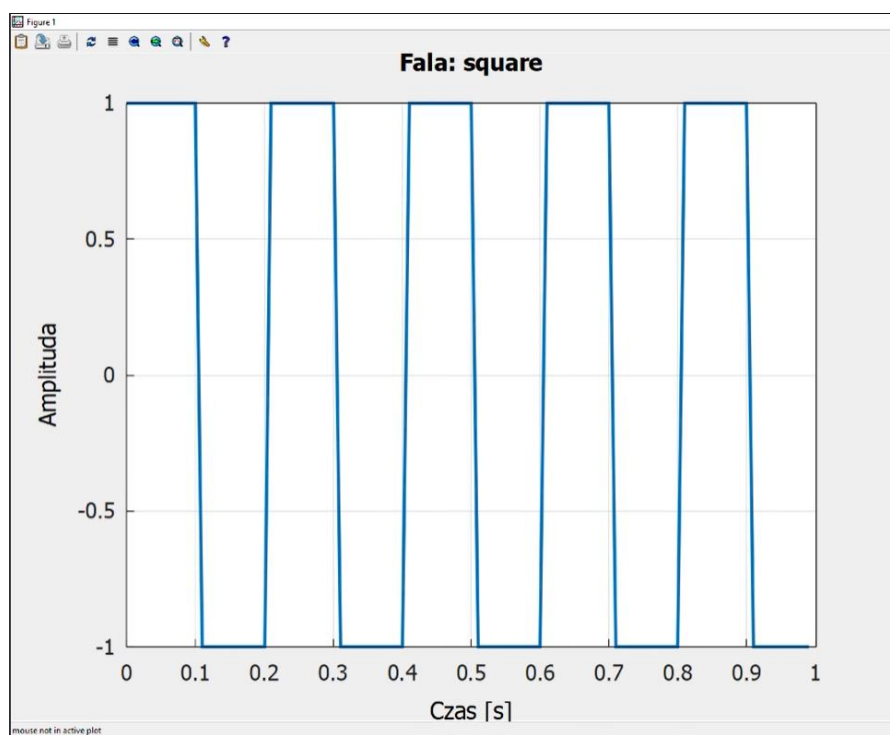 Figure 1
Fala: square
1
0.5
0
-0.5
-1
Amplituda
0 0.1 0.2 0.3 0.4 0.5 0.6 0.7 0.8 0.9 1
Czas [s]
mouse not in active plot